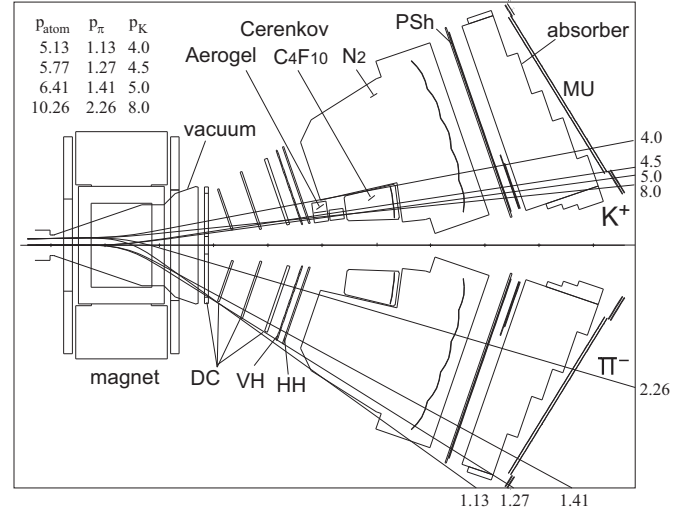 p_atom p_π p_K
5.13 1.13 4.0
5.77 1.27 4.5
6.41 1.41 5.0
10.26 2.26 8.0
Cerenkov
Aerogel C4F10 N2
PSh
absorber
MU
vacuum
4.0
4.5
5.0
8.0
K+
magnet
DC
VH
HH
π−
2.26
1.13 1.27 1.41